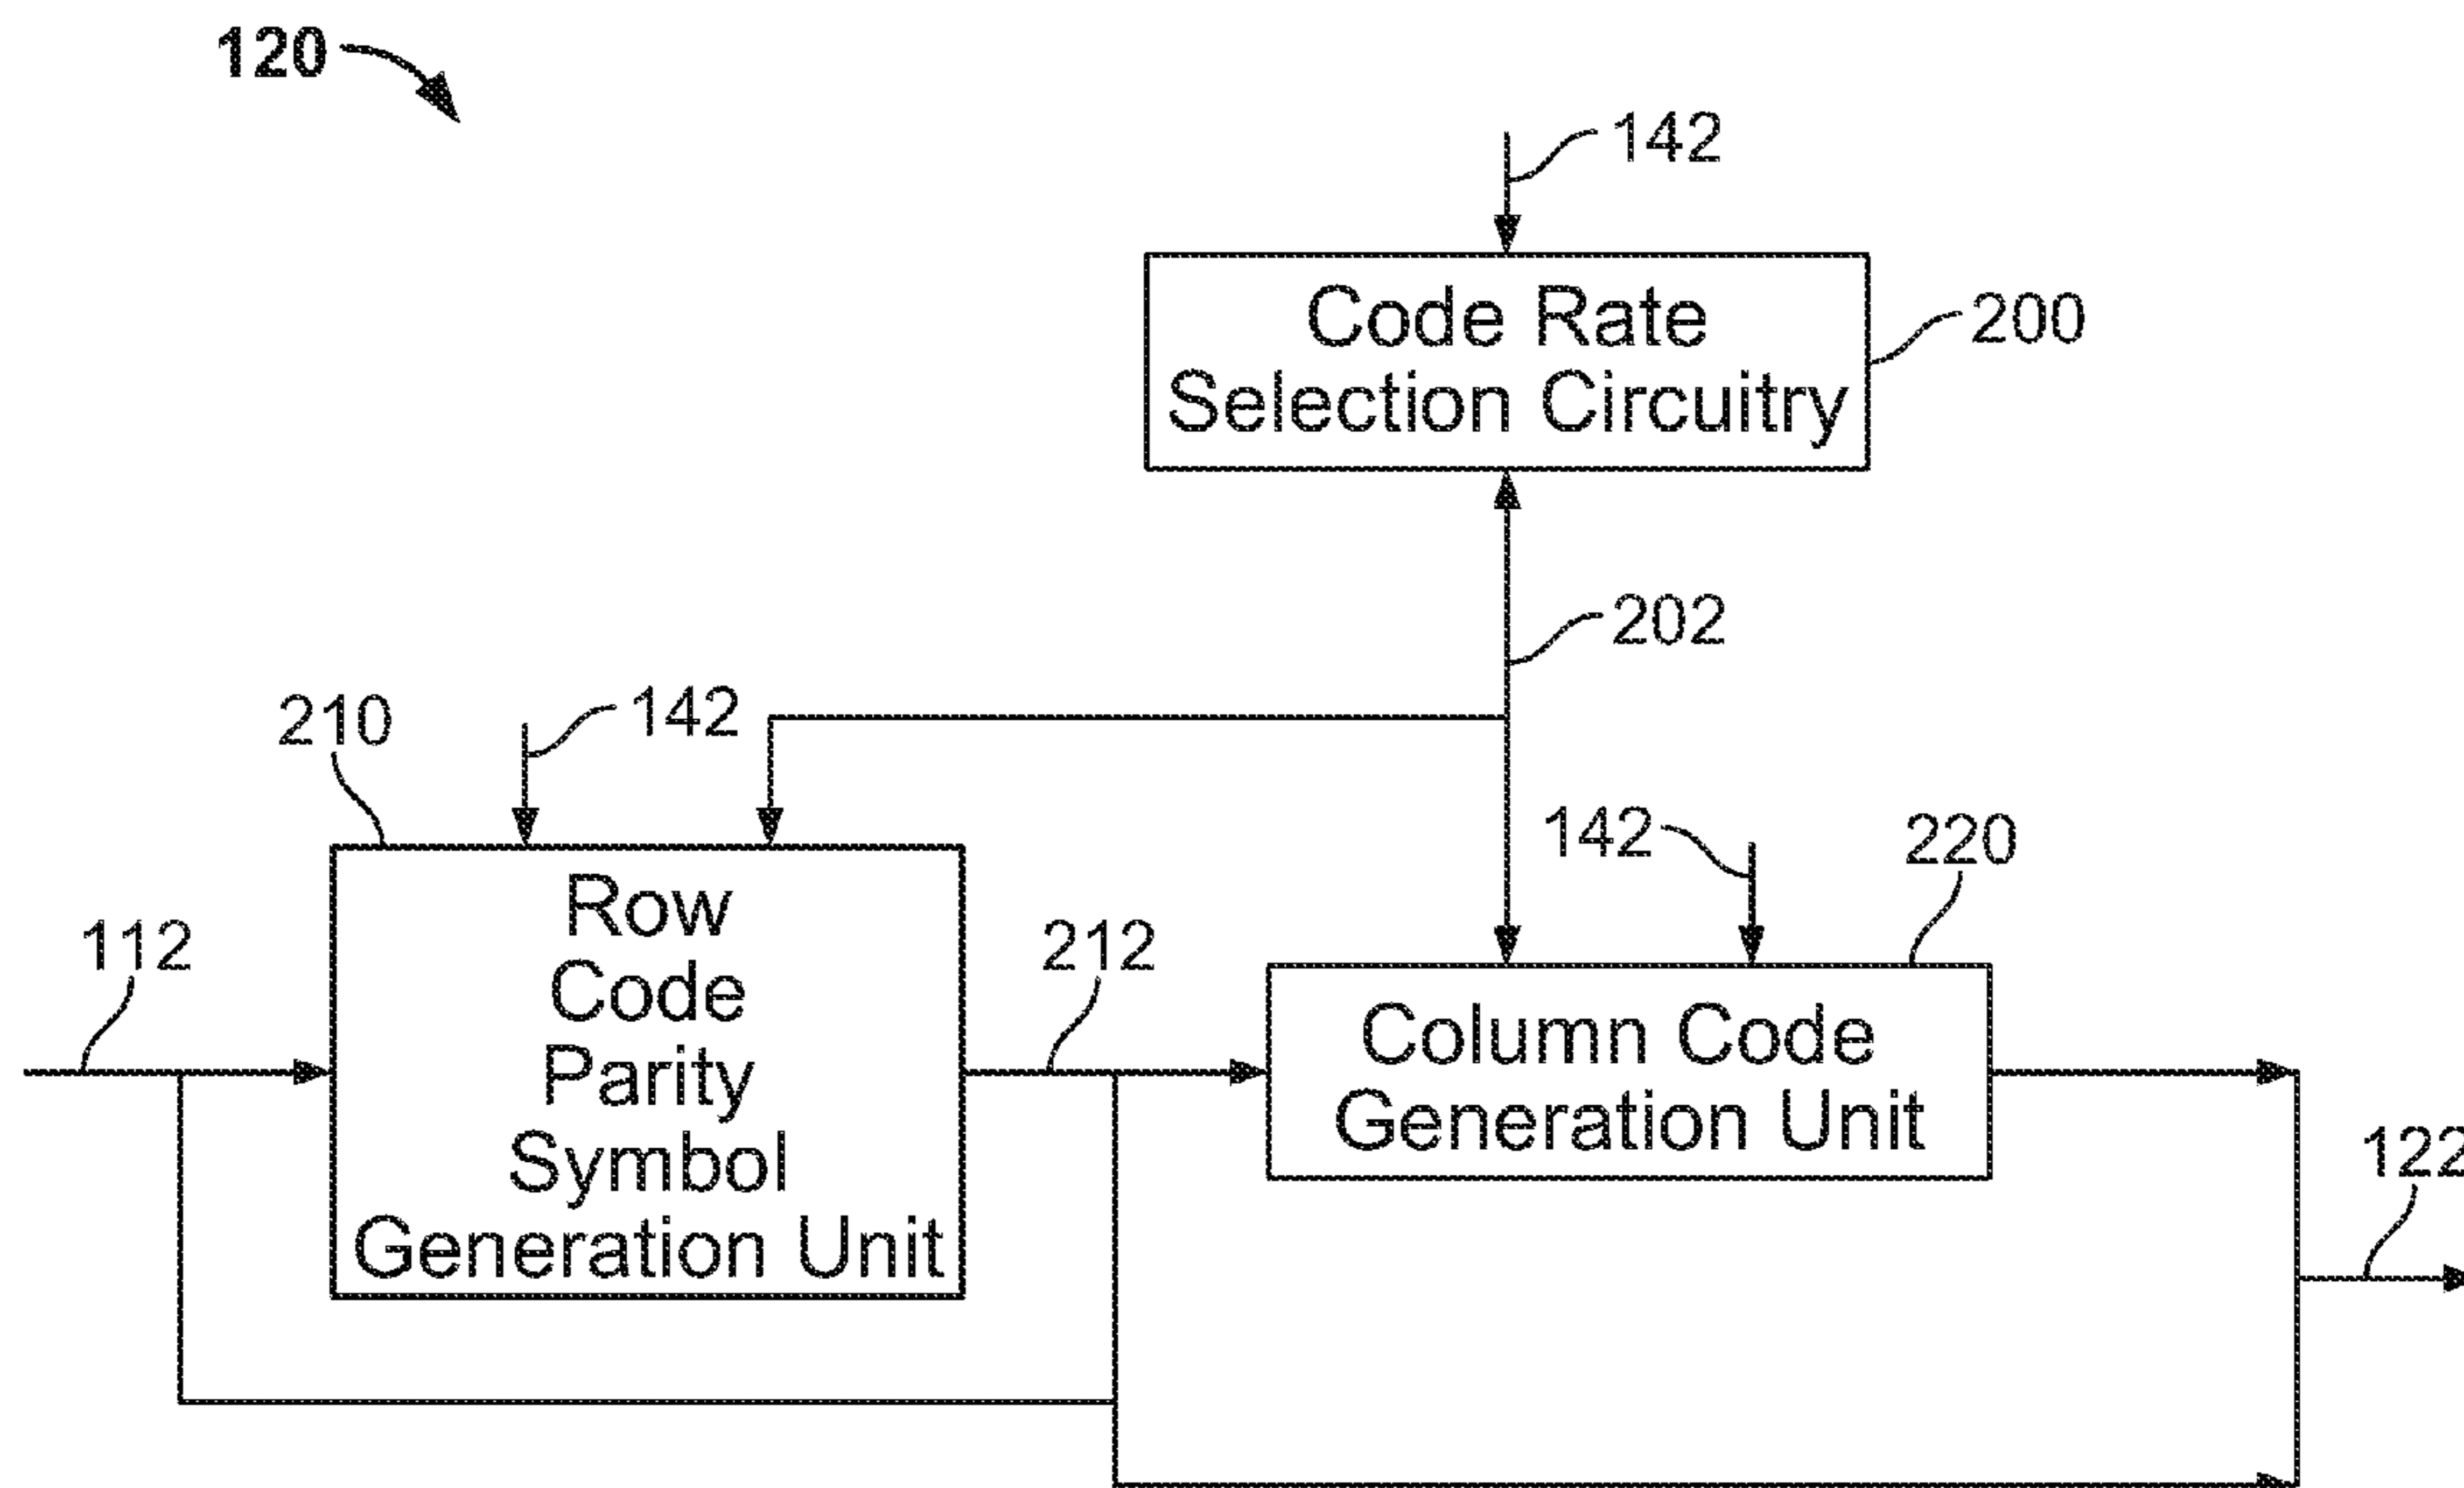 120
142
Code Rate
Selection Circuitry
200
202
210
142
142
220
112
Row
Code
Parity
Symbol
Generation Unit
212
Column Code
Generation Unit
122